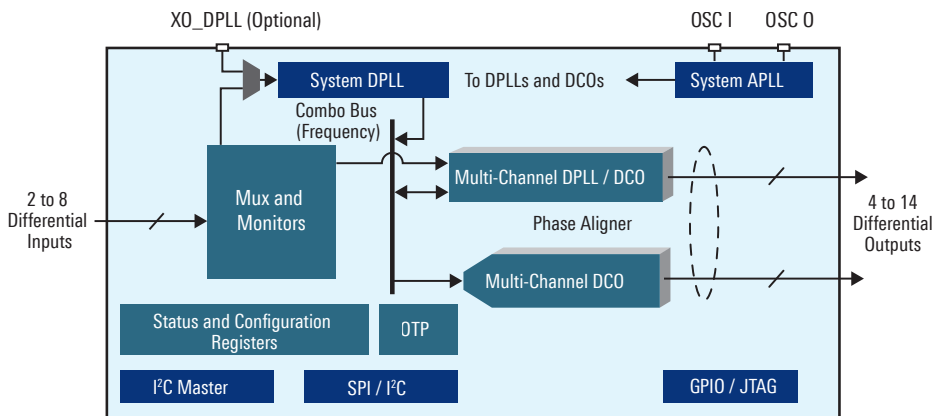 XO_DPLL (Optional)
OSC I
OSC O
System DPLL
To DPLLs and DCOs
System APLL
Combo Bus
(Frequency)
Mux and
Monitors
Multi-Channel DPLL / DCO
2 to 8
Differential
Inputs
4 to 14
Differential
Outputs
Phase Aligner
Multi-Channel DCO
Status and Configuration
Registers
OTP
I²C Master
SPI / I²C
GPIO / JTAG